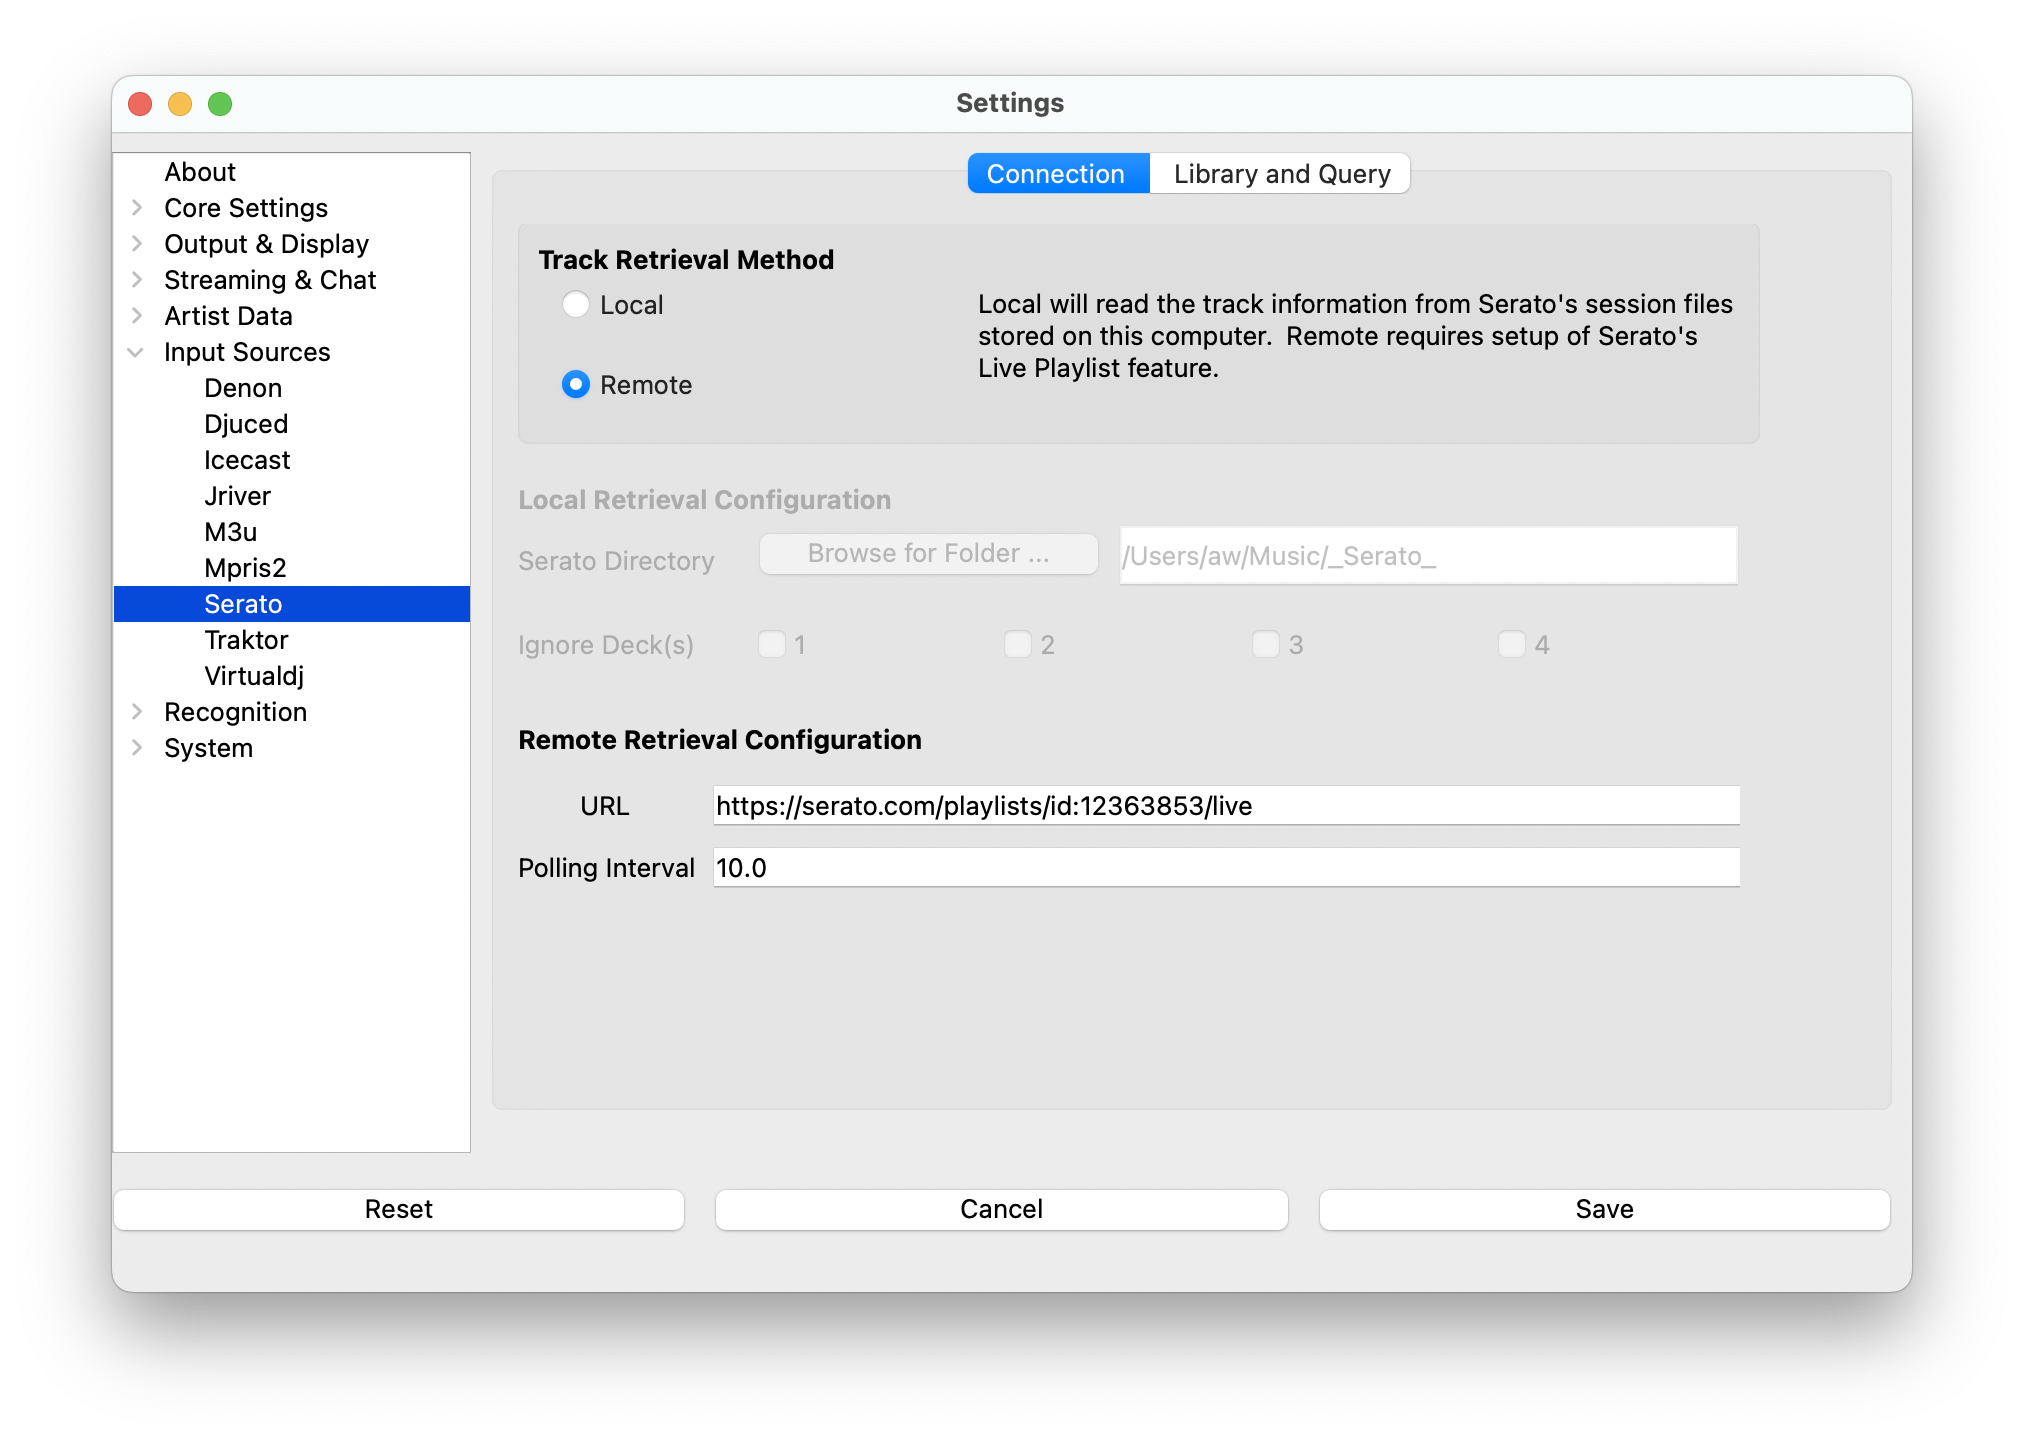 Settings
About
Core Settings
Output & Display
Streaming & Chat
Artist Data
Input Sources
Denon
Djuced
Icecast
Jriver
M3u
Mpris2
Serato
Traktor
Virtualdj
Recognition
System
Connection Library and Query
Track Retrieval Method
Local
Remote
Local will read the track information from Serato's session files
stored on this computer.  Remote requires setup of Serato's
Live Playlist feature.
Local Retrieval Configuration
Serato Directory Browse for Folder ... /Users/aw/Music/_Serato_
Ignore Deck(s) 1 2 3 4
Remote Retrieval Configuration
URL https://serato.com/playlists/id:12363853/live
Polling Interval 10.0
Reset Cancel Save